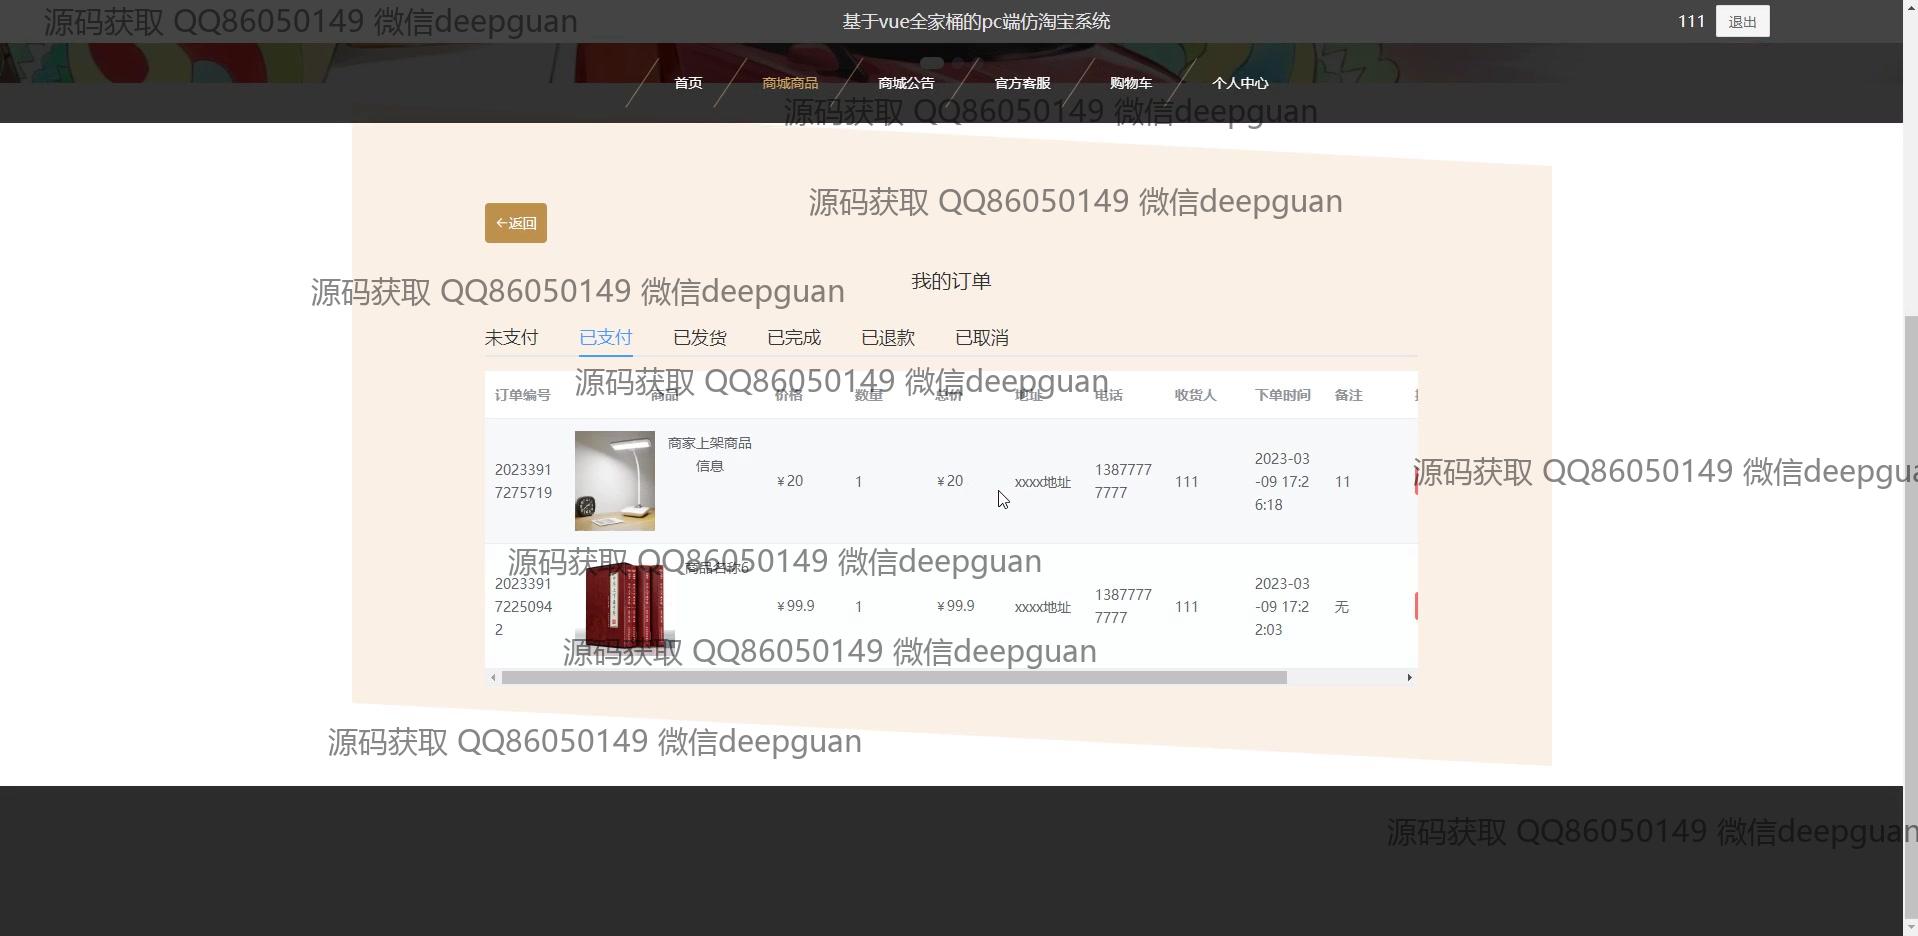 源码获取 QQ86050149 微信deepguan
基于vue全家桶的pc端仿淘宝系统
111 退出
首页 商城商品 商城公告 官方客服 购物车 个人中心
源码获取 QQ86050149 微信deepguan
源码获取 QQ86050149 微信deepguan
←返回
我的订单
源码获取 QQ86050149 微信deepguan
未支付 已支付 已发货 已完成 已退款 已取消
源码获取 QQ86050149 微信deepguan
订单编号 商品 价格 数量 总价 地址 电话 收货人 下单时间 备注
2023391
7275719
商家上架商品
信息
￥20 1 ￥20 xxxx地址
1387777
7777
111
2023-03
-09 17:2
6:18
11
源码获取 QQ86050149 微信deepgua
源码获取 QQ86050149 微信deepguan
2023391
7225094
2
商品名称6
￥99.9 1 ￥99.9 xxxx地址
1387777
7777
111
2023-03
-09 17:2
2:03
无
源码获取 QQ86050149 微信deepguan
源码获取 QQ86050149 微信deepguan
源码获取 QQ86050149 微信deepguan